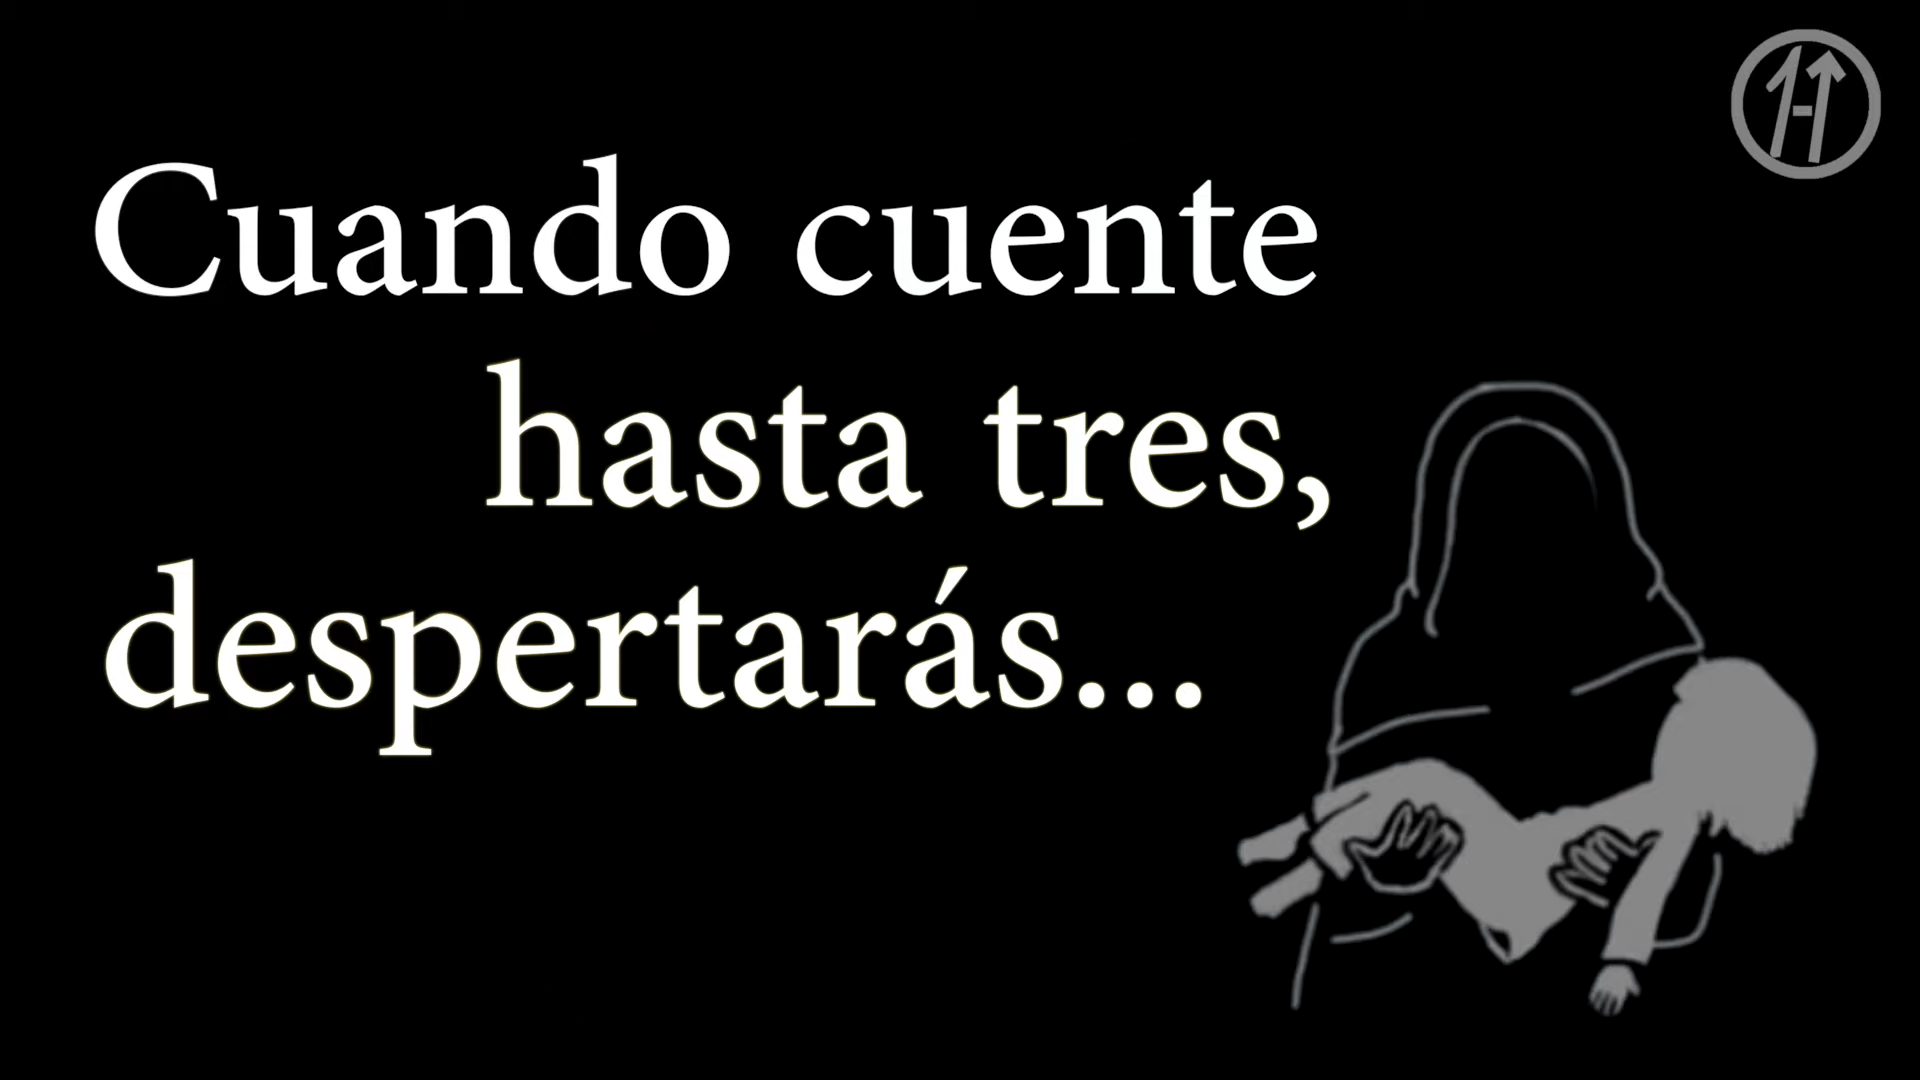 Cuando cuente
hasta tres,
despertarás...